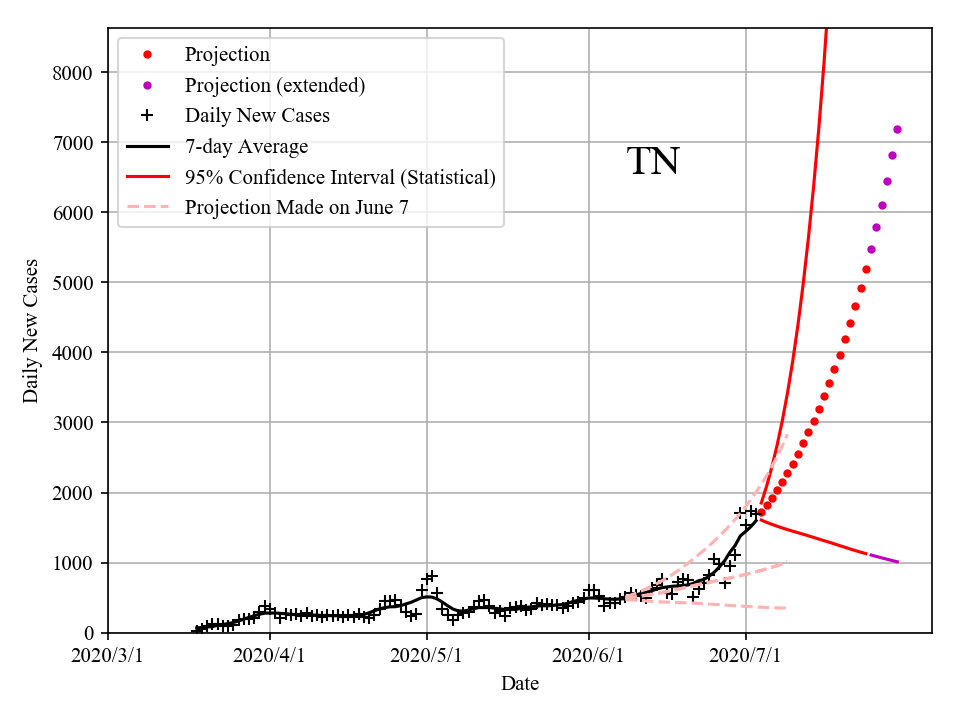 Projection
Projection (extended)
Daily New Cases
7-day Average
95% Confidence Interval (Statistical)
Projection Made on June 7
TN
8000
7000
6000
5000
4000
3000
2000
1000
0
Daily New Cases
2020/3/1 2020/4/1 2020/5/1 2020/6/1 2020/7/1
Date